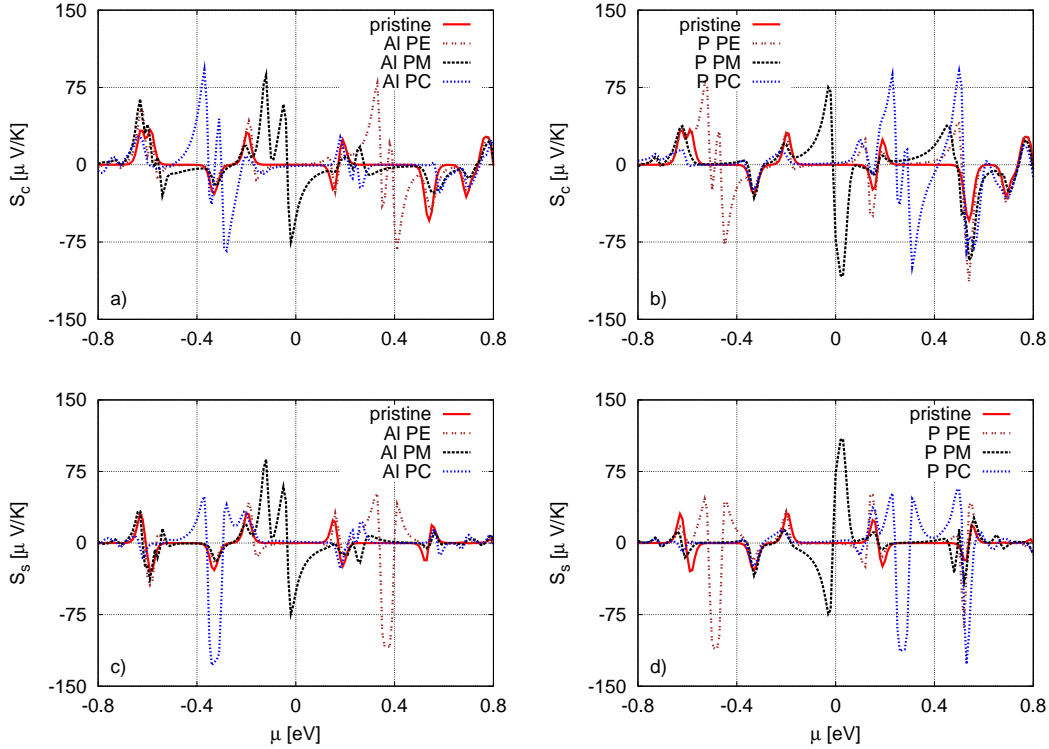 150
75
0
-75
-150
S_c [μ V/K]
pristine
Al PE
Al PM
Al PC
a)
-0.8 -0.4 0 0.4 0.8
150
75
0
-75
-150
S_c [μ V/K]
pristine
P PE
P PM
P PC
b)
-0.8 -0.4 0 0.4 0.8
150
75
0
-75
-150
S_s [μ V/K]
pristine
Al PE
Al PM
Al PC
c)
-0.8 -0.4 0 0.4 0.8
μ [eV]
150
75
0
-75
-150
S_s [μ V/K]
pristine
P PE
P PM
P PC
d)
-0.8 -0.4 0 0.4 0.8
μ [eV]